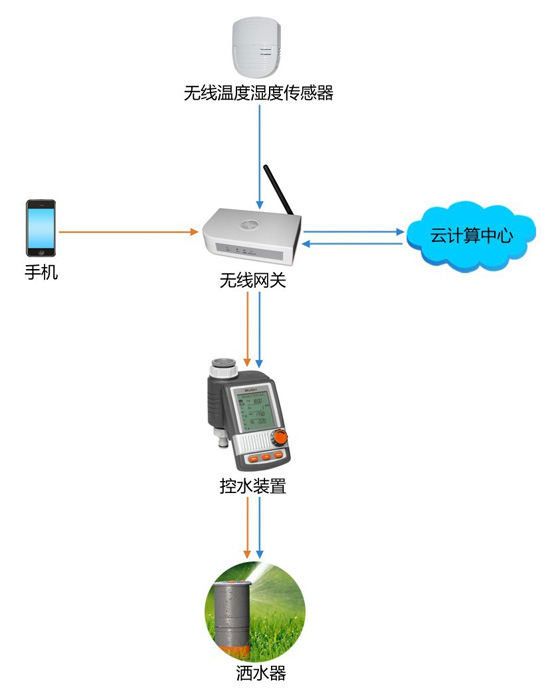 无线温度湿度传感器
云计算中心
手机
无线网关
控水装置
洒水器